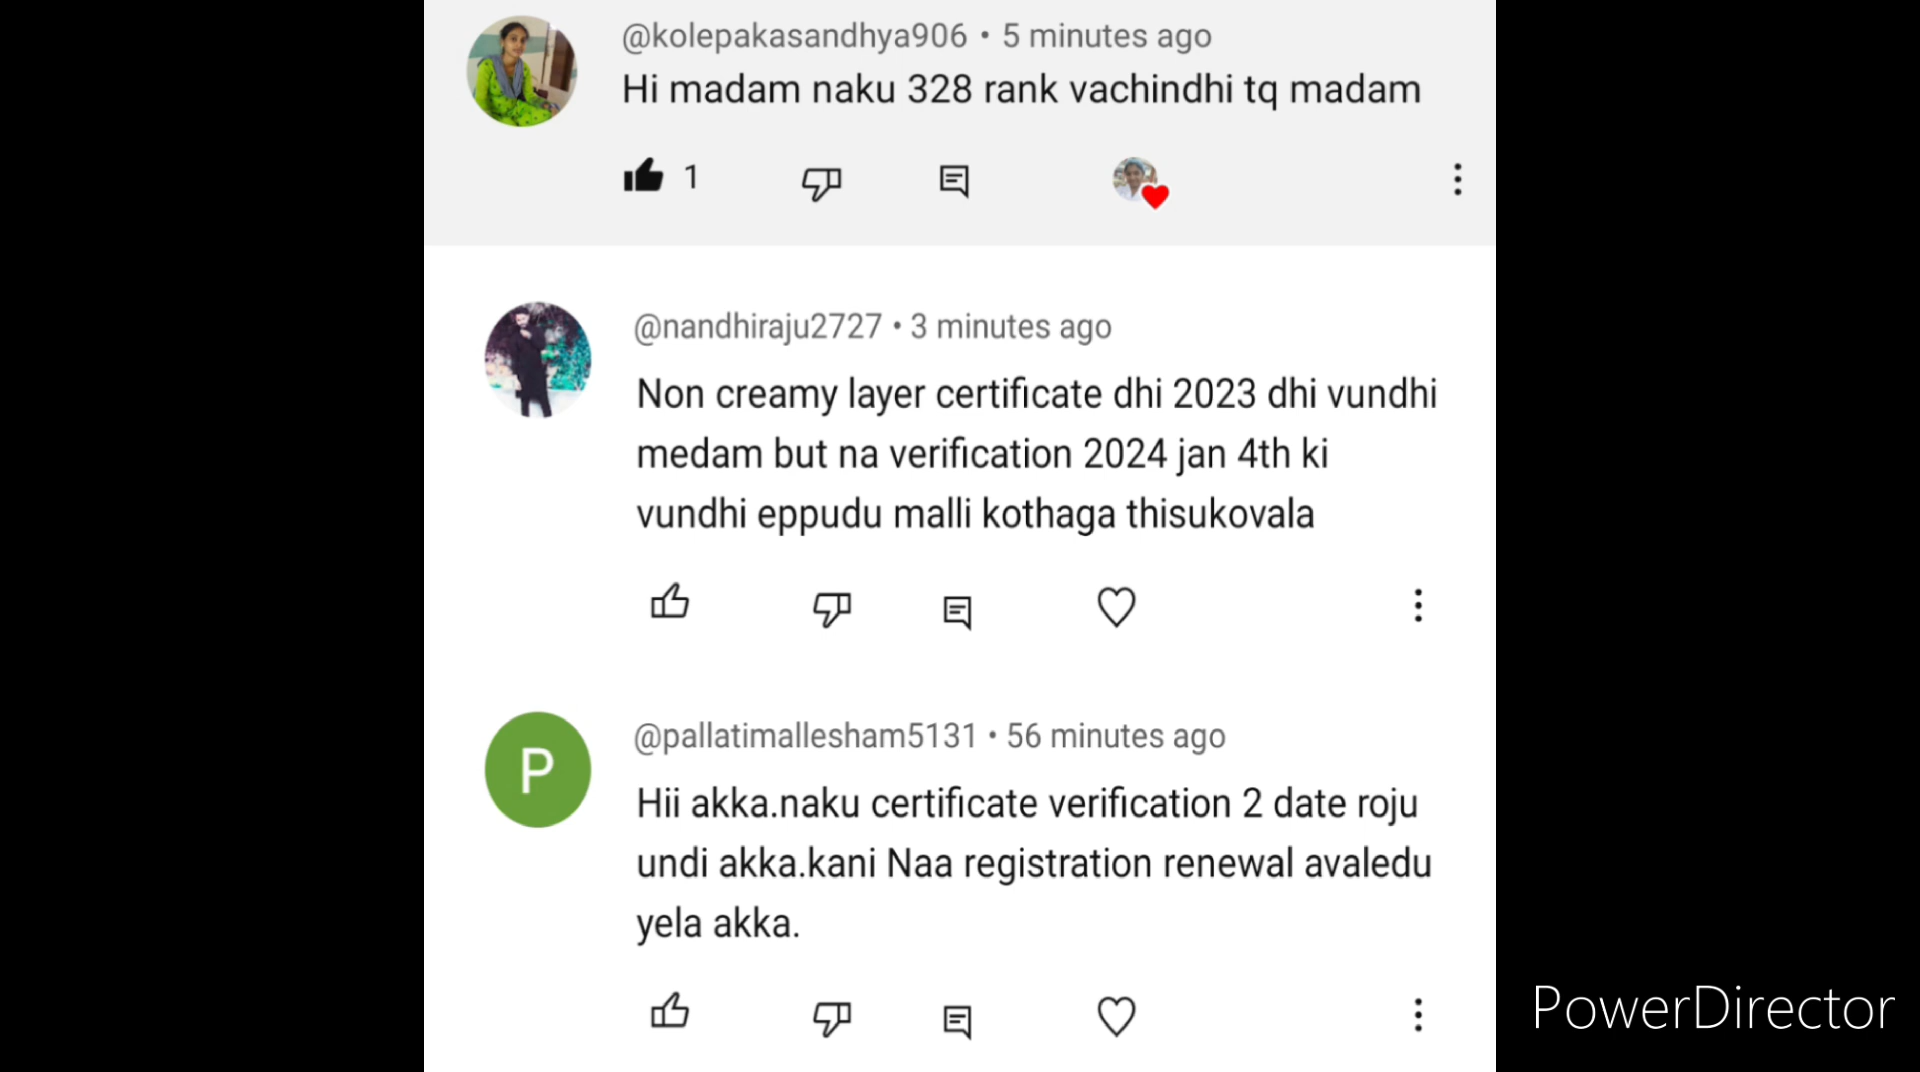 @kolepakasandhya906 • 5 minutes ago
Hi madam naku 328 rank vachindhi tq madam
1
@nandhiraju2727 • 3 minutes ago
Non creamy layer certificate dhi 2023 dhi vundhi
medam but na verification 2024 jan 4th ki
vundhi eppudu malli kothaga thisukovala
P
@pallatimallesham5131 • 56 minutes ago
Hii akka.naku certificate verification 2 date roju
undi akka.kani Naa registration renewal avaledu
yela akka.
PowerDirector